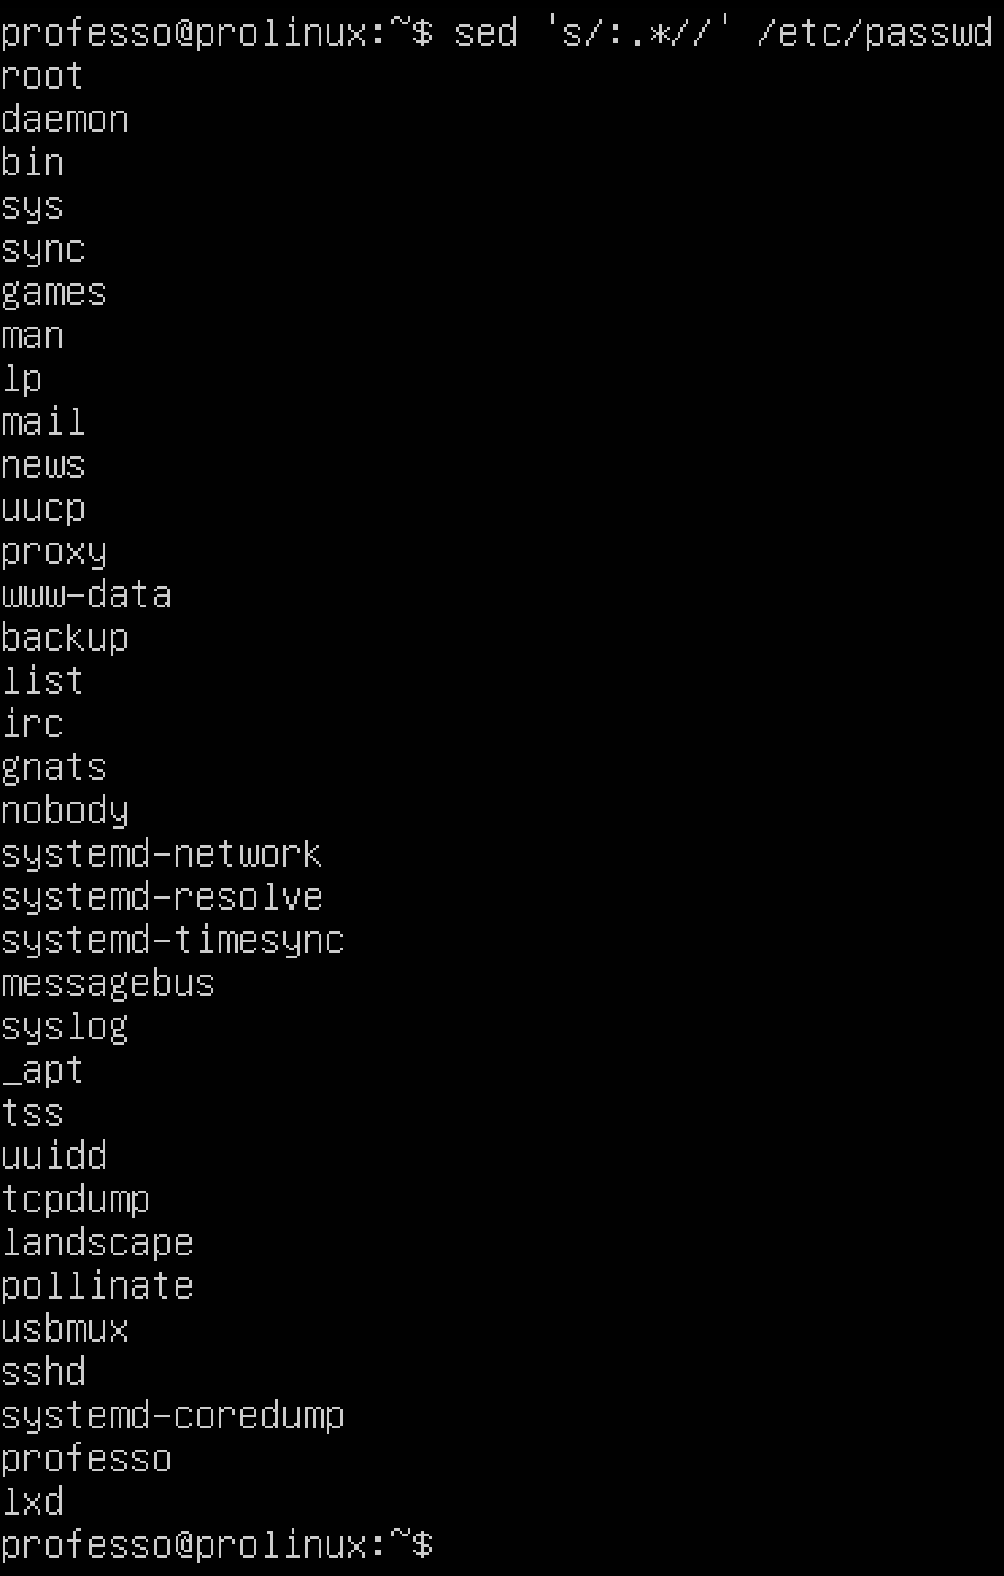 professo@prolinux:~$ sed 's/:.*//' /etc/passwd
root
daemon
bin
sys
sync
games
man
lp
mail
news
uucp
proxy
www-data
backup
list
irc
gnats
nobody
systemd-network
systemd-resolve
systemd-timesync
messagebus
syslog
_apt
tss
uuidd
tcpdump
landscape
pollinate
usbmux
sshd
systemd-coredump
professo
lxd
professo@prolinux:~$